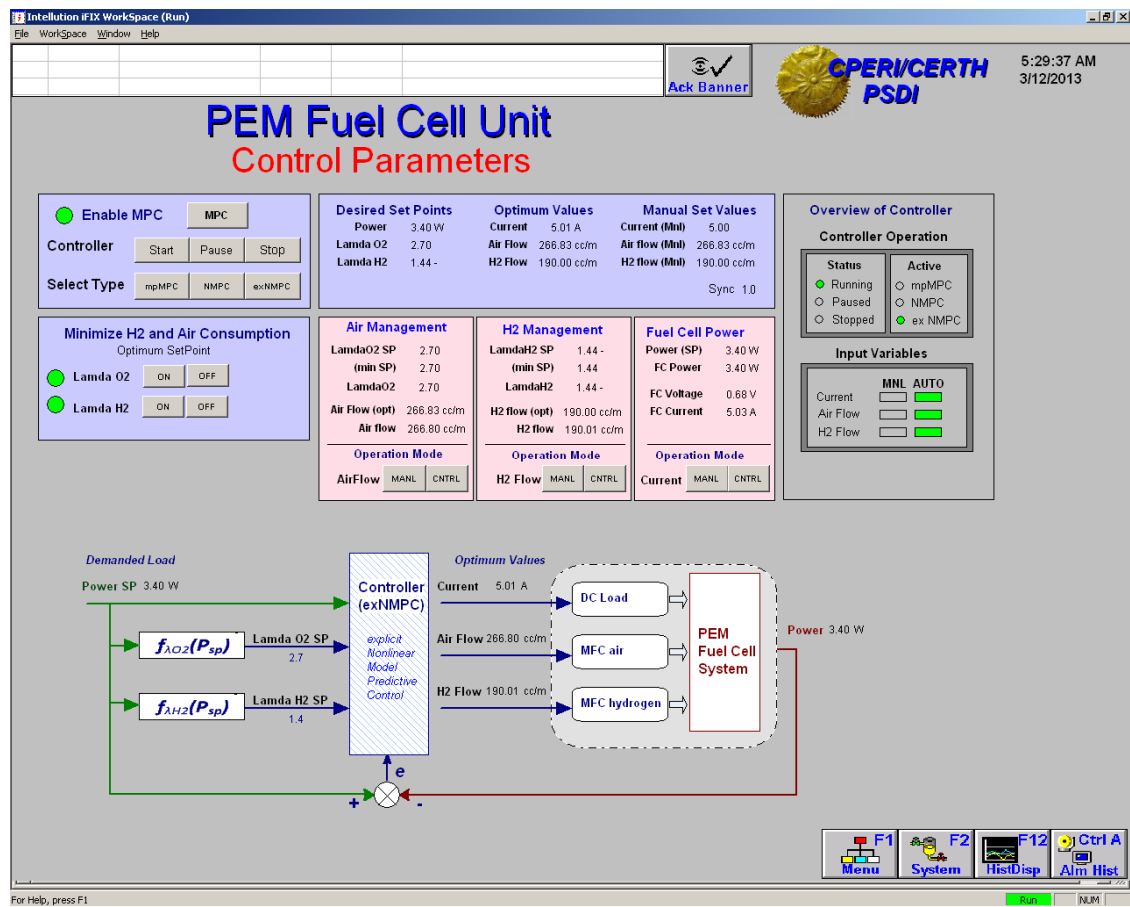 Intellution iFIX WorkSpace (Run)
File WorkSpace Window Help
Ack Banner
CPERI/CERTH
PSDI
5:29:37 AM
3/12/2013
PEM Fuel Cell Unit
Control Parameters
Enable MPC MPC
Controller Start Pause Stop
Select Type mpMPC NMPC exNMPC
Desired Set Points
Power 3.40 W
Lamda O2 2.70
Lamda H2 1.44 -
Optimum Values
Current 5.01 A
Air Flow 266.83 cc/m
H2 Flow 190.00 cc/m
Manual Set Values
Current (Mnl) 5.00
Air flow (Mnl) 266.83 cc/m
H2 flow (Mnl) 190.00 cc/m
Sync 1.0
Overview of Controller
Controller Operation
Status
Running
Paused
Stopped
Active
mpMPC
NMPC
ex NMPC
Input Variables
MNL AUTO
Current
Air Flow
H2 Flow
Minimize H2 and Air Consumption
Optimum SetPoint
Lamda O2 ON OFF
Lamda H2 ON OFF
Air Management
LamdaO2 SP 2.70
(min SP) 2.70
LamdaO2 2.70
Air Flow (opt) 266.83 cc/m
Air flow 266.80 cc/m
Operation Mode
AirFlow MANL CNTRL
H2 Management
LamdaH2 SP 1.44 -
(min SP) 1.44
LamdaH2 1.44 -
H2 flow (opt) 190.00 cc/m
H2 flow 190.01 cc/m
Operation Mode
H2 Flow MANL CNTRL
Fuel Cell Power
Power (SP) 3.40 W
FC Power 3.40 W
FC Voltage 0.68 V
FC Current 5.03 A
Operation Mode
Current MANL CNTRL
Demanded Load
Power SP 3.40 W
fλO2(Psp)
Lamda O2 SP
2.7
fλH2(Psp)
Lamda H2 SP
1.4
Controller
(exNMPC)
explicit
Nonlinear
Model
Predictive
Control
Optimum Values
Current 5.01 A
Air Flow 266.80 cc/m
H2 Flow 190.01 cc/m
DC Load
MFC air
MFC hydrogen
PEM
Fuel Cell
System
Power 3.40 W
e
+ -
F1 Menu
F2 System
F12 HistDisp
Ctrl A Alm Hist
For Help, press F1
Run NUM